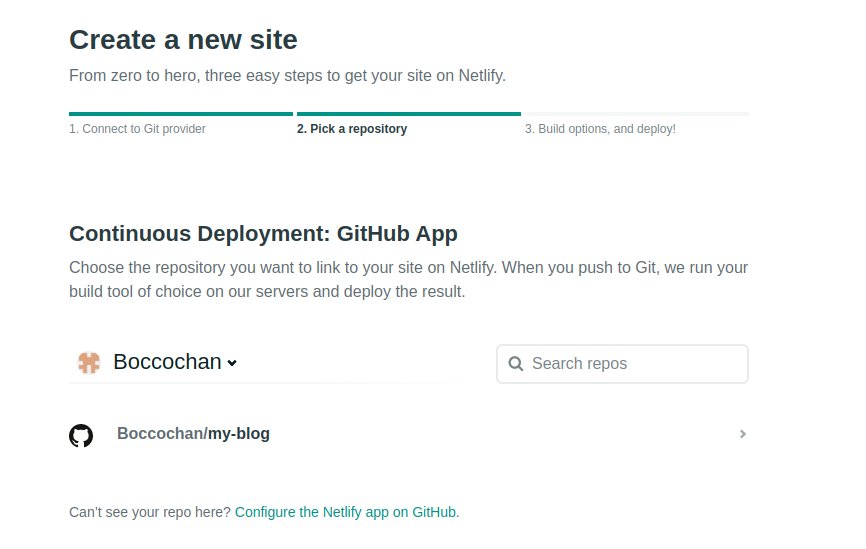 Create a new site
From zero to hero, three easy steps to get your site on Netlify.
1. Connect to Git provider
2. Pick a repository
3. Build options, and deploy!
Continuous Deployment: GitHub App
Choose the repository you want to link to your site on Netlify. When you push to Git, we run your
build tool of choice on our servers and deploy the result.
Boccochan
Search repos
Boccochan/my-blog
Can’t see your repo here? Configure the Netlify app on GitHub.